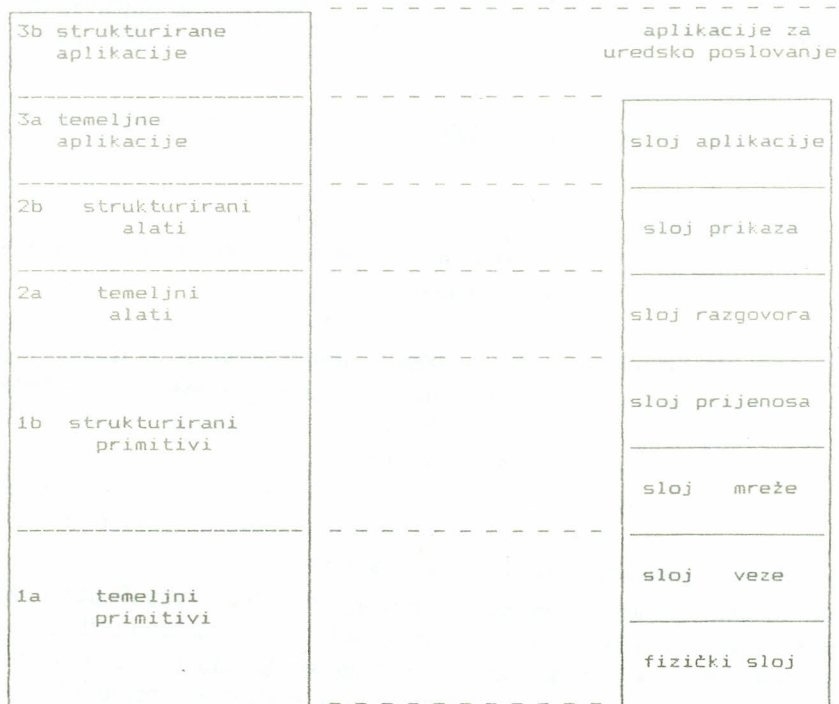 3b strukturirane
aplikacije
3a temeljne
aplikacije
2b strukturirani
alati
2a temeljni
alati
1b strukturirani
primitivi
1a temeljni
primitivi
aplikacije za
uredsko poslovanje
sloj aplikacije
sloj prikaza
sloj razgovora
sloj prijenosa
sloj mreže
sloj veze
fizički sloj